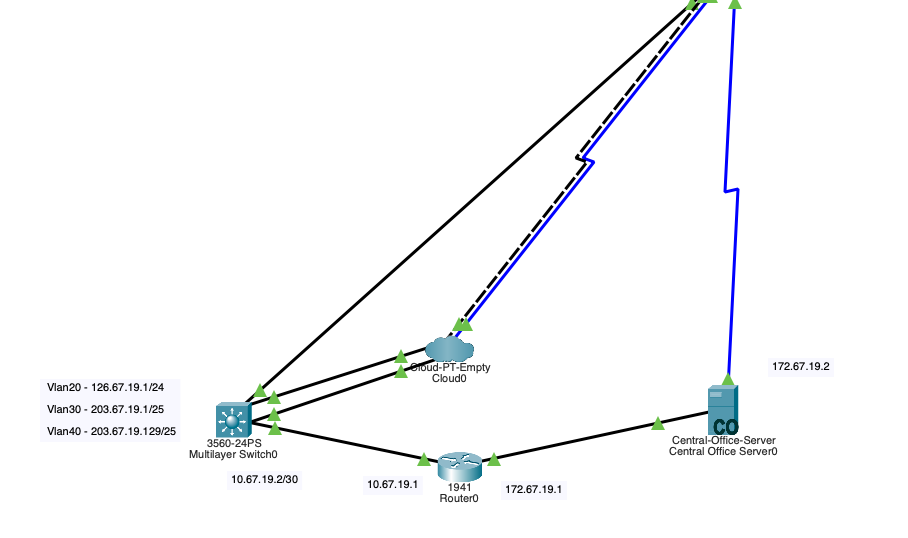 172.67.19.2
Cloud-PT-Empty
Cloud0
Vlan20 - 126.67.19.1/24
Vlan30 - 203.67.19.1/25
Vlan40 - 203.67.19.129/25
3560-24PS
Multilayer Switch0
CO
Central-Office-Server
Central Office Server0
10.67.19.2/30
10.67.19.1
1941
Router0
172.67.19.1